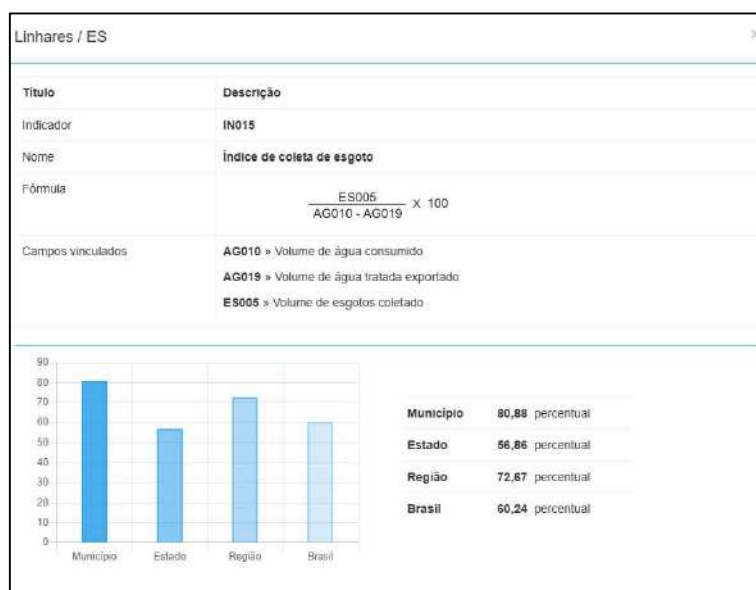 Linhares / ES
×
Título Descrição
Indicador IN015
Nome Índice de coleta de esgoto
Fórmula
ES005
AG010 - AG019
X 100
Campos vinculados AG010 » Volume de água consumido
AG019 » Volume de água tratada exportado
ES005 » Volume de esgotos coletado
90
80
70
60
50
40
30
20
10
0
Município Estado Região Brasil
Município 80,88 percentual
Estado 56,86 percentual
Região 72,67 percentual
Brasil 60,24 percentual